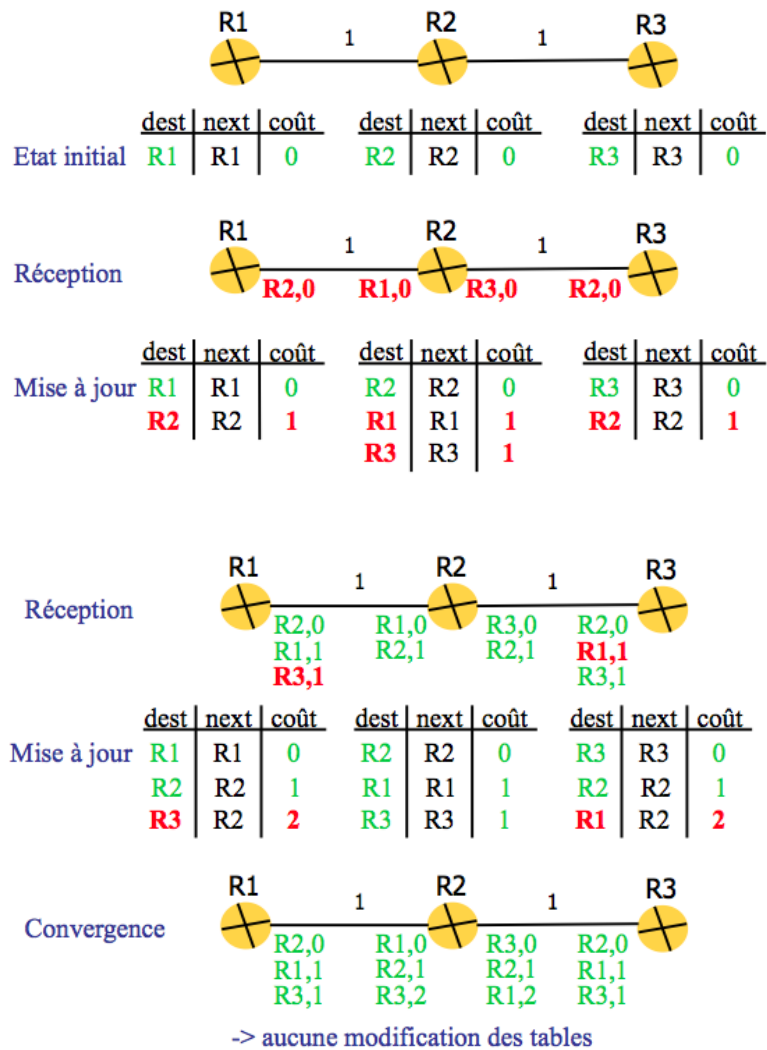 R1 R2 R3
1 1
dest next coût dest next coût dest next coût
Etat initial R1 R1 0 R2 R2 0 R3 R3 0
R1 R2 R3
1 1
Réception
R2,0 R1,0 R3,0 R2,0
dest next coût dest next coût dest next coût
Mise à jour R1 R1 0 R2 R2 0 R3 R3 0
R2 R2 1 R1 R1 1 R2 R2 1
R3 R3 1
R1 R2 R3
1 1
Réception
R2,0 R1,0 R3,0 R2,0
R1,1 R2,1 R2,1 R1,1
R3,1 R3,1
dest next coût dest next coût dest next coût
Mise à jour R1 R1 0 R2 R2 0 R3 R3 0
R2 R2 1 R1 R1 1 R2 R2 1
R3 R2 2 R3 R3 1 R1 R2 2
R1 R2 R3
1 1
Convergence
R2,0 R1,0 R3,0 R2,0
R1,1 R2,1 R2,1 R1,1
R3,1 R3,2 R1,2 R3,1
-> aucune modification des tables